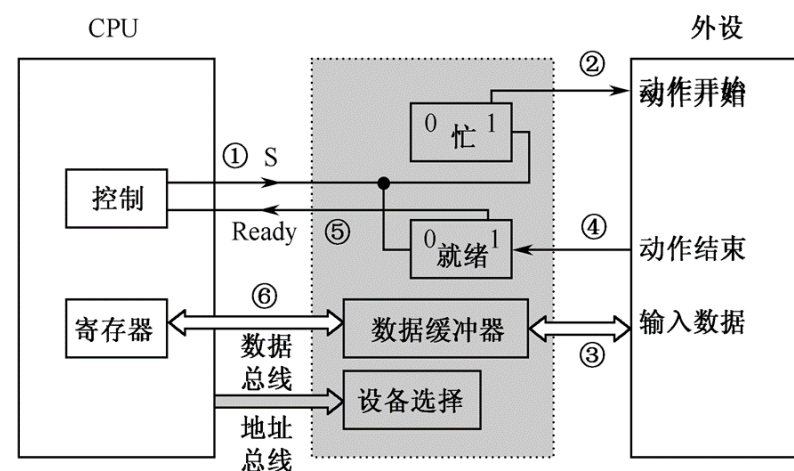 CPU
外设
②
动作开始
0 1
忙
① S
控制
Ready ⑤
0 1
就绪
④
动作结束
⑥
寄存器
数据缓冲器
输入数据
③
数据
总线
设备选择
地址
总线